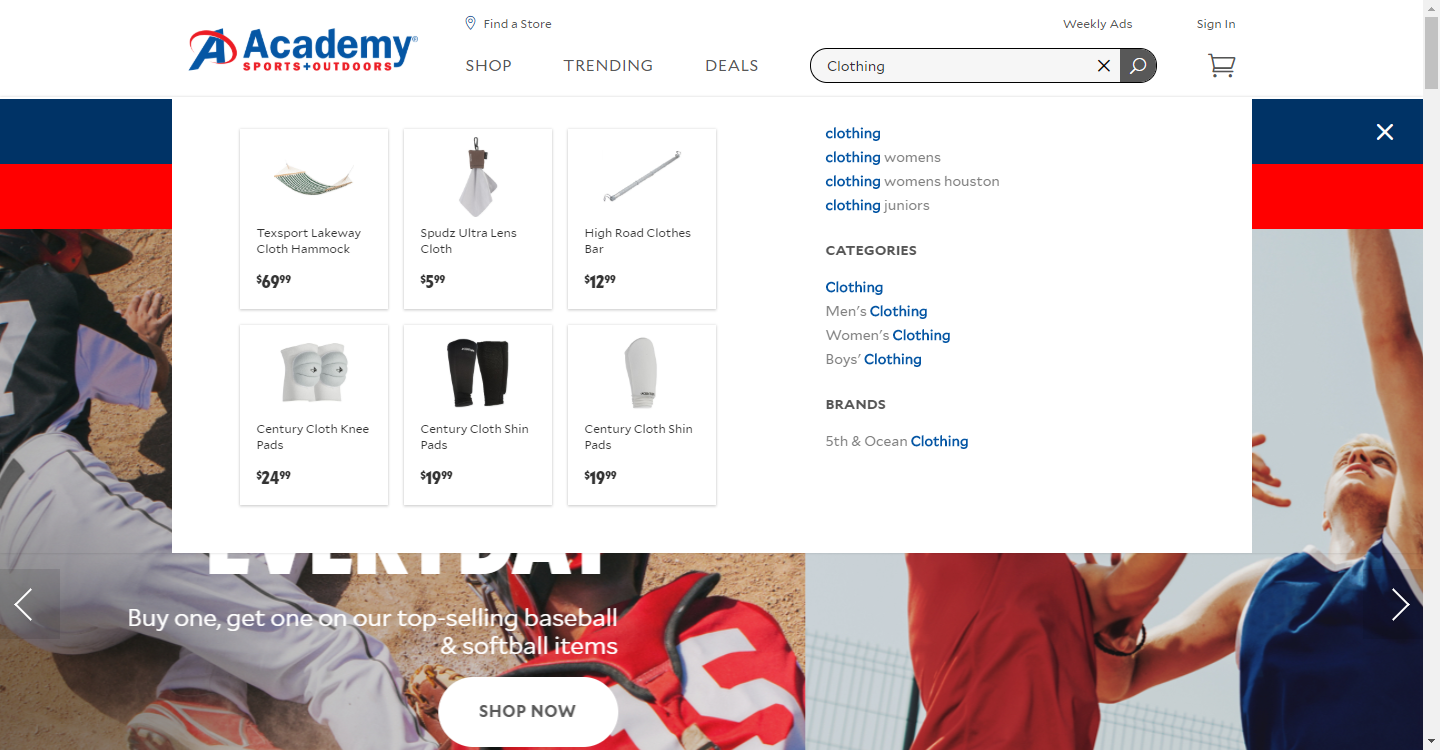 Find a Store
Weekly Ads
Sign In
Academy
SPORTS+OUTDOORS
SHOP
TRENDING
DEALS
Clothing
Texsport Lakeway
Cloth Hammock
$69.99
Spudz Ultra Lens
Cloth
$5.99
High Road Clothes
Bar
$12.99
Century Cloth Knee
Pads
$24.99
Century Cloth Shin
Pads
$19.99
Century Cloth Shin
Pads
$19.99
clothing
clothing womens
clothing womens houston
clothing juniors
CATEGORIES
Clothing
Men's Clothing
Women's Clothing
Boys' Clothing
BRANDS
5th & Ocean Clothing
EVERYDAY
Buy one, get one on our top-selling baseball
& softball items
SHOP NOW